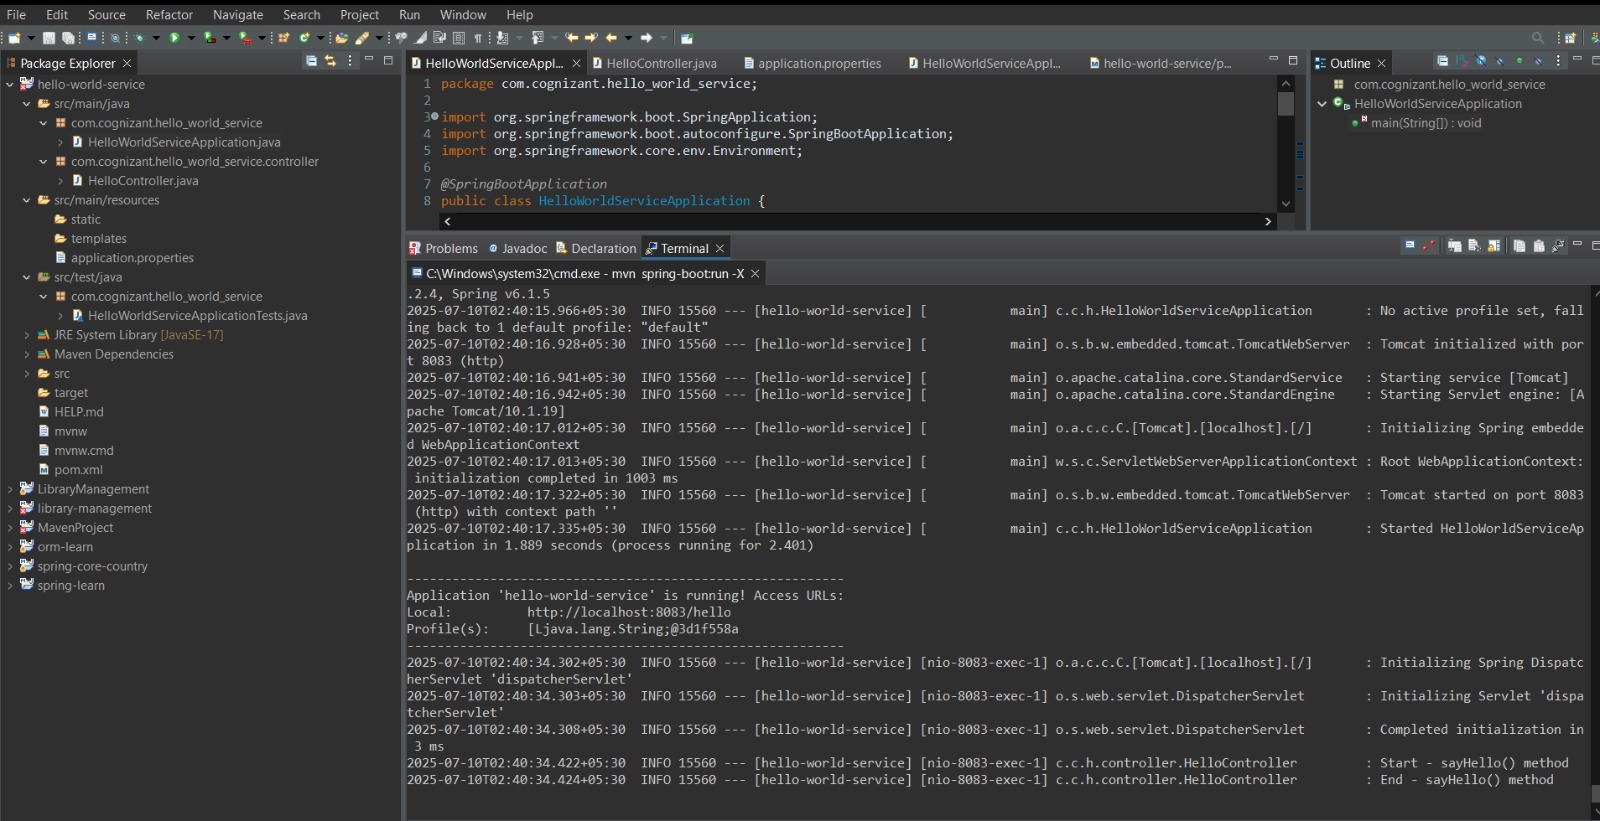 File Edit Source Refactor Navigate Search Project Run Window Help
Package Explorer
hello-world-service
src/main/java
com.cognizant.hello_world_service
HelloWorldServiceApplication.java
com.cognizant.hello_world_service.controller
HelloController.java
src/main/resources
static
templates
application.properties
src/test/java
com.cognizant.hello_world_service
HelloWorldServiceApplicationTests.java
JRE System Library [JavaSE-17]
Maven Dependencies
src
target
HELP.md
mvnw
mvnw.cmd
pom.xml
LibraryManagement
library-management
MavenProject
orm-learn
spring-core-country
spring-learn
HelloWorldServiceAppl... HelloController.java application.properties HelloWorldServiceAppl... hello-world-service/p...
1 package com.cognizant.hello_world_service;
2
3 import org.springframework.boot.SpringApplication;
4 import org.springframework.boot.autoconfigure.SpringBootApplication;
5 import org.springframework.core.env.Environment;
6
7 @SpringBootApplication
8 public class HelloWorldServiceApplication {
Outline
com.cognizant.hello_world_service
HelloWorldServiceApplication
main(String[]) : void
Problems Javadoc Declaration Terminal
C:\Windows\system32\cmd.exe - mvn spring-boot:run -X
.2.4, Spring v6.1.5
2025-07-10T02:40:15.966+05:30  INFO 15560 --- [hello-world-service] [           main] c.c.h.HelloWorldServiceApplication       : No active profile set, fall
ing back to 1 default profile: "default"
2025-07-10T02:40:16.928+05:30  INFO 15560 --- [hello-world-service] [           main] o.s.b.w.embedded.tomcat.TomcatWebServer  : Tomcat initialized with por
t 8083 (http)
2025-07-10T02:40:16.941+05:30  INFO 15560 --- [hello-world-service] [           main] o.apache.catalina.core.StandardService   : Starting service [Tomcat]
2025-07-10T02:40:16.942+05:30  INFO 15560 --- [hello-world-service] [           main] o.apache.catalina.core.StandardEngine    : Starting Servlet engine: [A
pache Tomcat/10.1.19]
2025-07-10T02:40:17.012+05:30  INFO 15560 --- [hello-world-service] [           main] o.a.c.c.C.[Tomcat].[localhost].[/]       : Initializing Spring embedde
d WebApplicationContext
2025-07-10T02:40:17.013+05:30  INFO 15560 --- [hello-world-service] [           main] w.s.c.ServletWebServerApplicationContext : Root WebApplicationContext:
 initialization completed in 1003 ms
2025-07-10T02:40:17.322+05:30  INFO 15560 --- [hello-world-service] [           main] o.s.b.w.embedded.tomcat.TomcatWebServer  : Tomcat started on port 8083
 (http) with context path ''
2025-07-10T02:40:17.335+05:30  INFO 15560 --- [hello-world-service] [           main] c.c.h.HelloWorldServiceApplication       : Started HelloWorldServiceAp
plication in 1.889 seconds (process running for 2.401)
----------------------------------------------------------
Application 'hello-world-service' is running! Access URLs:
Local:          http://localhost:8083/hello
Profile(s):     [Ljava.lang.String;@3d1f558a
----------------------------------------------------------
2025-07-10T02:40:34.302+05:30  INFO 15560 --- [hello-world-service] [nio-8083-exec-1] o.a.c.c.C.[Tomcat].[localhost].[/]       : Initializing Spring Dispatc
herServlet 'dispatcherServlet'
2025-07-10T02:40:34.303+05:30  INFO 15560 --- [hello-world-service] [nio-8083-exec-1] o.s.web.servlet.DispatcherServlet        : Initializing Servlet 'dispa
tcherServlet'
2025-07-10T02:40:34.308+05:30  INFO 15560 --- [hello-world-service] [nio-8083-exec-1] o.s.web.servlet.DispatcherServlet        : Completed initialization in
 3 ms
2025-07-10T02:40:34.422+05:30  INFO 15560 --- [hello-world-service] [nio-8083-exec-1] c.c.h.controller.HelloController         : Start - sayHello() method
2025-07-10T02:40:34.424+05:30  INFO 15560 --- [hello-world-service] [nio-8083-exec-1] c.c.h.controller.HelloController         : End - sayHello() method